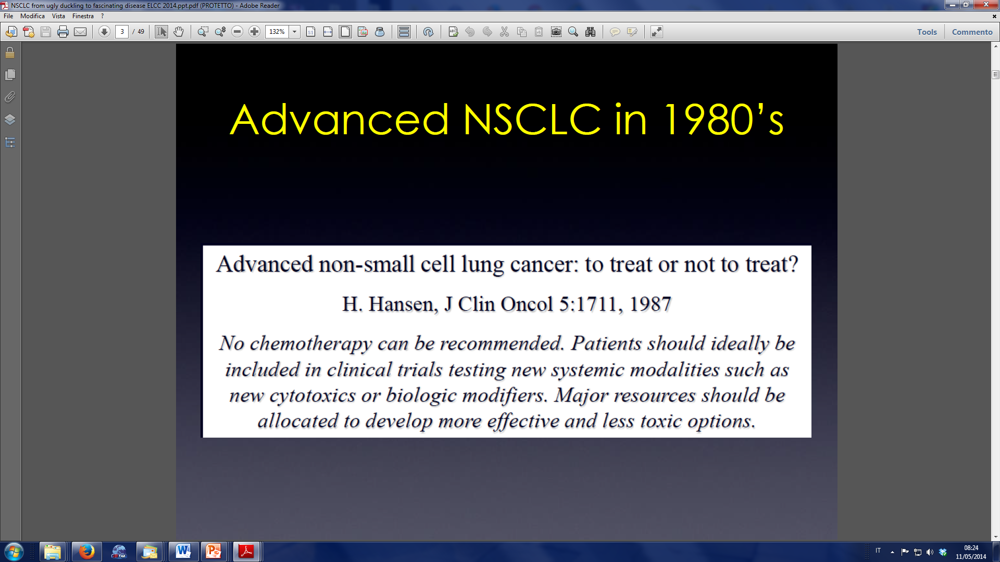 NSCLC from ugly duckling to fascinating disease ELCC 2014.ppt.pdf (PROTETTO) - Adobe Reader
File Modifica Vista Finestra ?
3 / 49 132% Tools Commento
Advanced NSCLC in 1980’s
Advanced non-small cell lung cancer: to treat or not to treat?
H. Hansen, J Clin Oncol 5:1711, 1987
No chemotherapy can be recommended. Patients should ideally be
included in clinical trials testing new systemic modalities such as
new cytotoxics or biologic modifiers. Major resources should be
allocated to develop more effective and less toxic options.
IT
08:24
11/05/2014